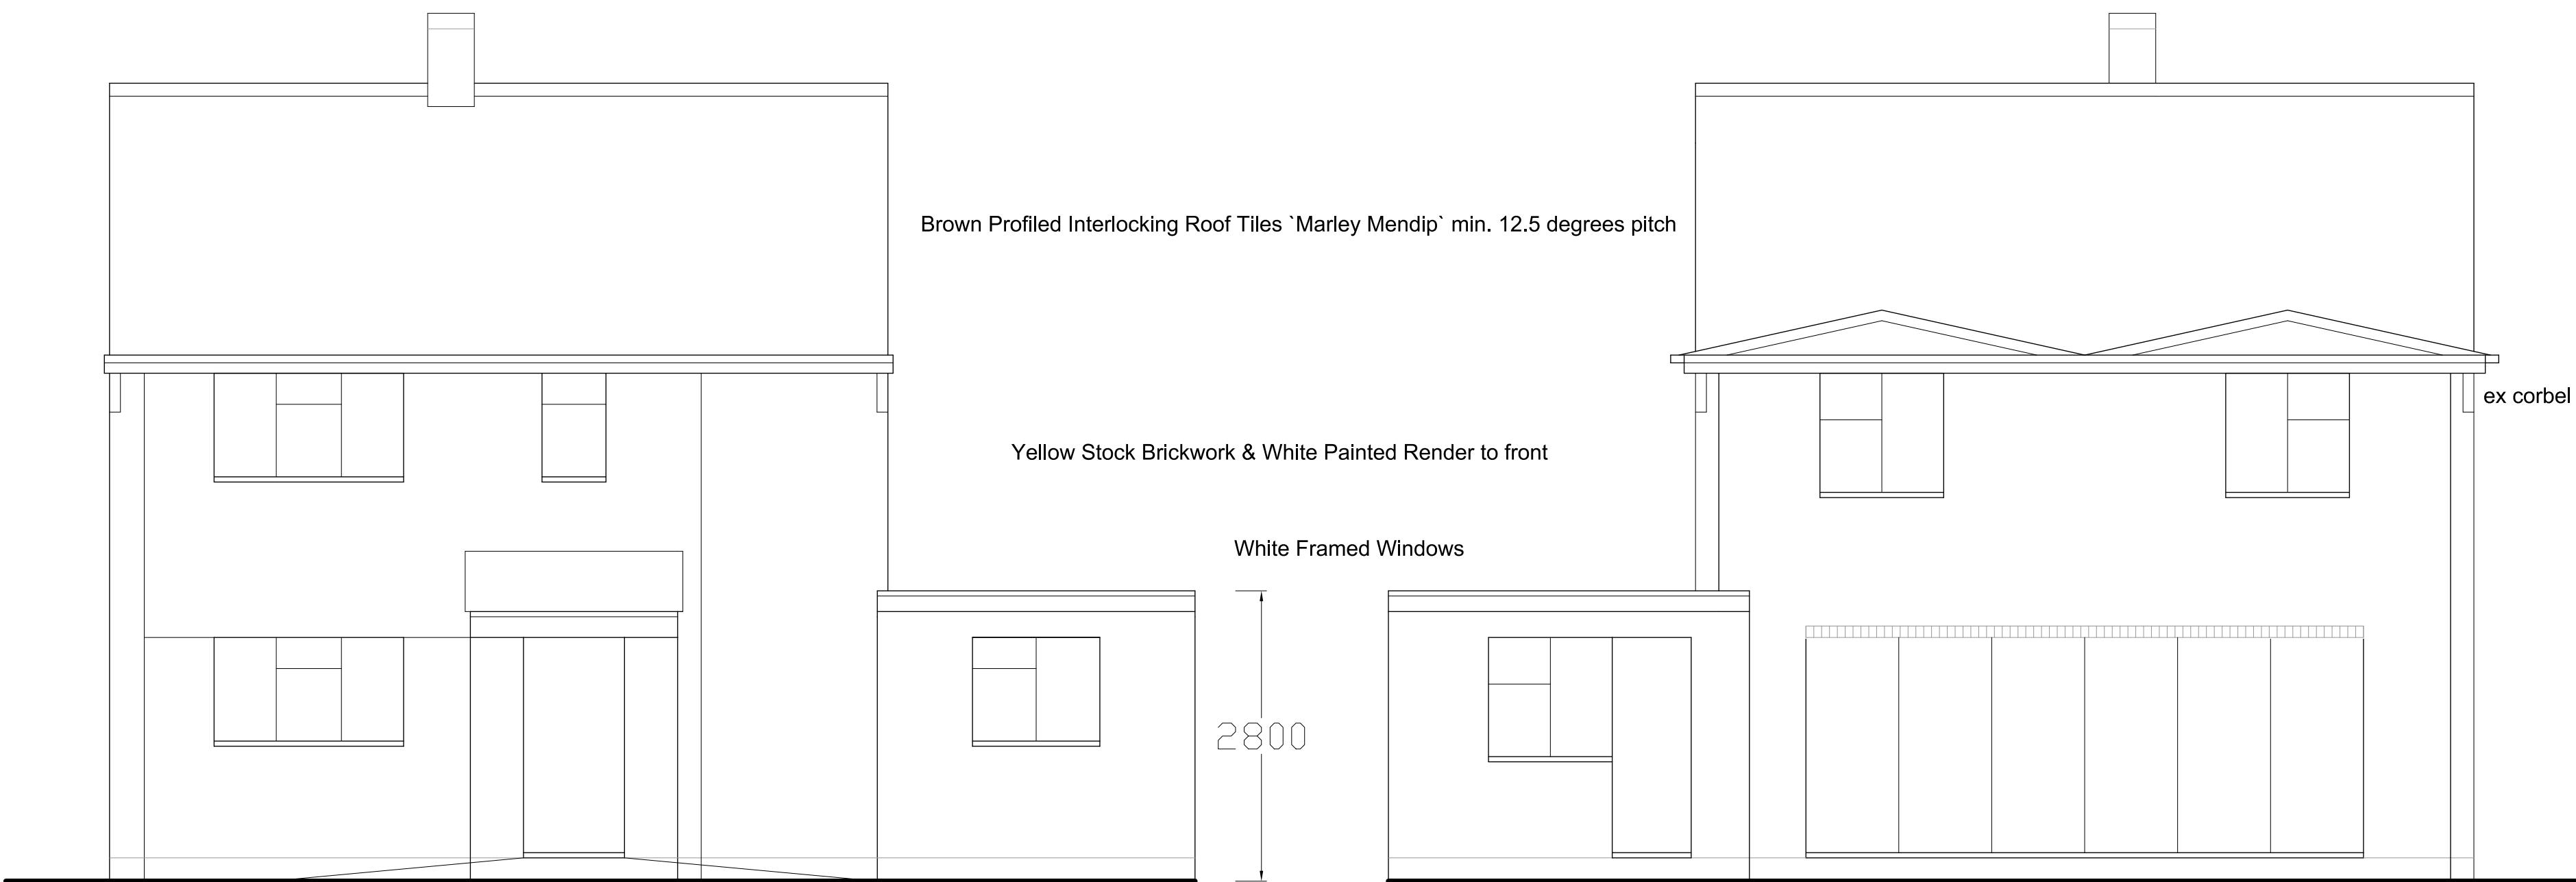 Brown Profiled Interlocking Roof Tiles `Marley Mendip` min. 12.5 degrees pitch
ex corbel
Yellow Stock Brickwork & White Painted Render to front
White Framed Windows
2800